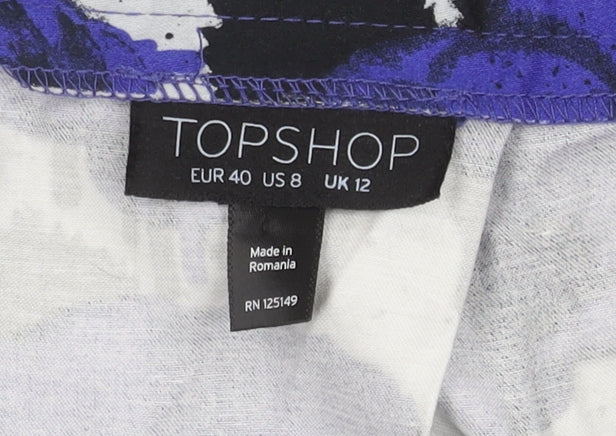 TOPSHOP
EUR 40 US 8 UK 12
Made in
Romania
RN 125149